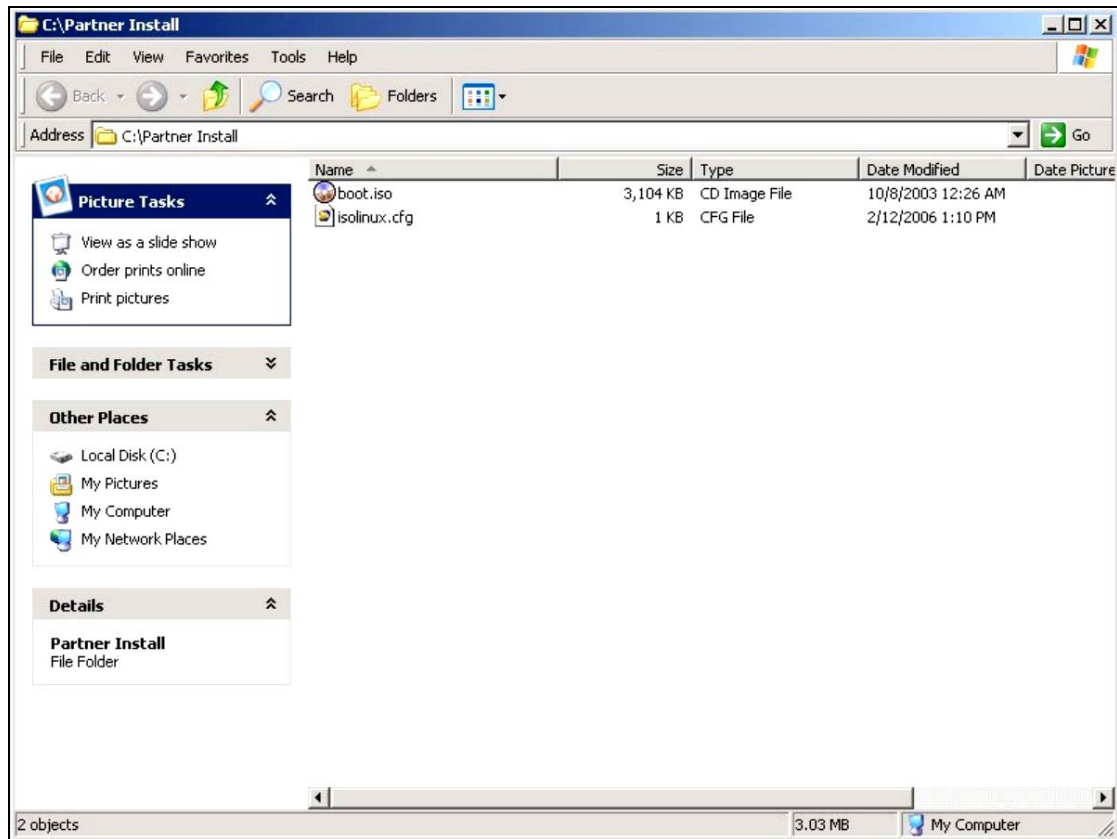 C:\Partner Install
File Edit View Favorites Tools Help
Back Search Folders
Address C:\Partner Install Go
Name Size Type Date Modified Date Picture
boot.iso 3,104 KB CD Image File 10/8/2003 12:26 AM
isolinux.cfg 1 KB CFG File 2/12/2006 1:10 PM
Picture Tasks
View as a slide show
Order prints online
Print pictures
File and Folder Tasks
Other Places
Local Disk (C:)
My Pictures
My Computer
My Network Places
Details
Partner Install
File Folder
2 objects 3.03 MB My Computer